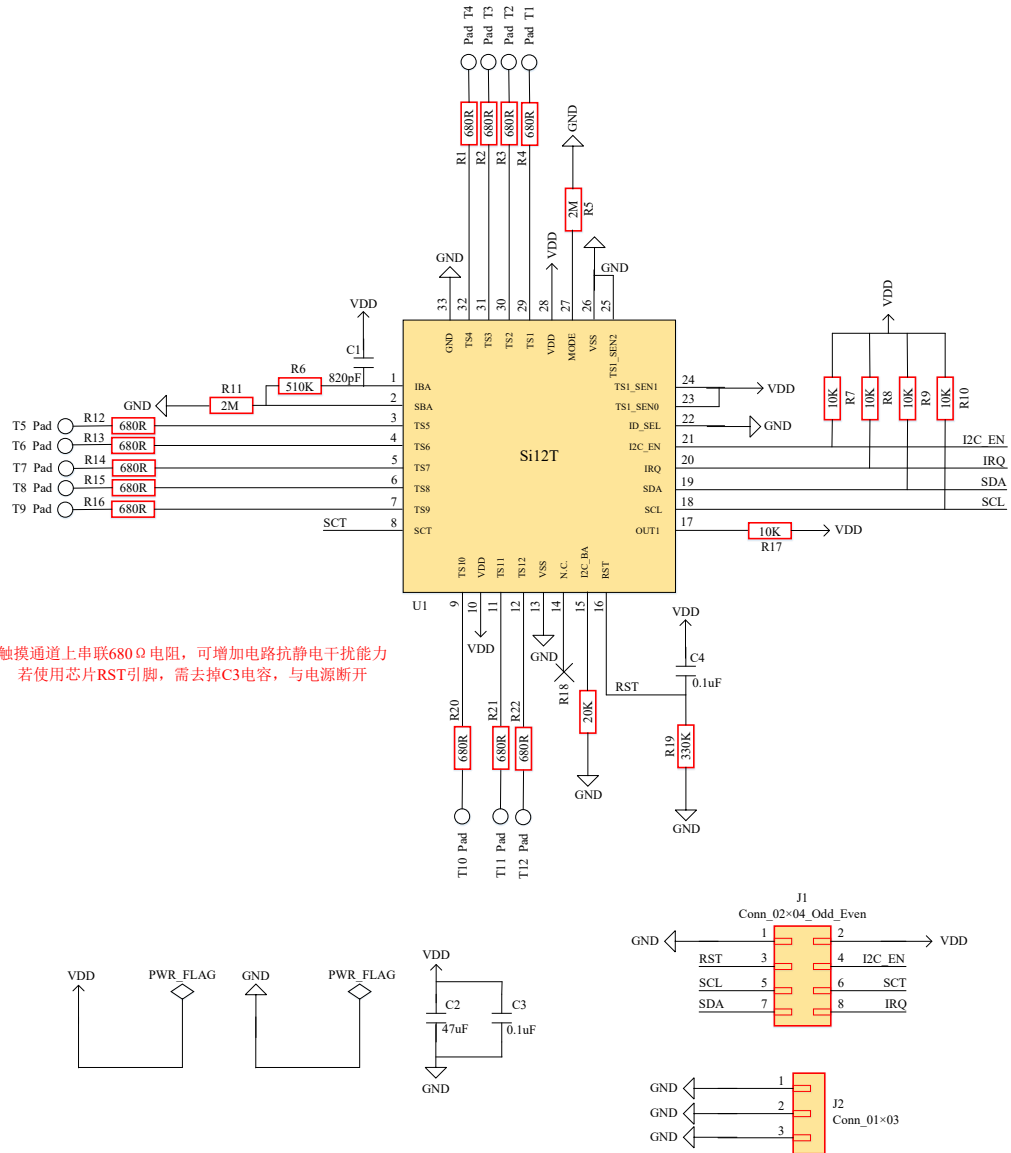 Pad T4
Pad T3
Pad T2
Pad T1
680R
680R
680R
680R
R1
R2
R3
R4
GND
2M
R5
VDD
GND
GND
33
32
31
30
29
28
27
26
25
GND
TS4
TS3
TS2
TS1
VDD
MODE
VSS
TS1_SEN2
VDD
C1
820pF
R6
510K
R11
2M
GND
1
IBA
2
SBA
T5 Pad
R12
680R
3
TS5
T6 Pad
R13
680R
4
TS6
T7 Pad
R14
680R
5
TS7
T8 Pad
R15
680R
6
TS8
T9 Pad
R16
680R
7
TS9
SCT
8
SCT
Si12T
TS1_SEN1
24
VDD
TS1_SEN0
23
ID_SEL
22
GND
I2C_EN
21
I2C_EN
IRQ
20
IRQ
SDA
19
SDA
SCL
18
SCL
OUT1
17
10K
R17
VDD
VDD
10K
R7
10K
R8
10K
R9
10K
R10
TS10
VDD
TS11
TS12
VSS
N.C.
I2C_BA
RST
U1
9
10
11
12
13
14
15
16
VDD
GND
R18
20K
GND
RST
VDD
C4
0.1uF
R19
330K
GND
触摸通道上串联680Ω电阻，可增加电路抗静电干扰能力
若使用芯片RST引脚，需去掉C3电容，与电源断开
R20
680R
R21
680R
R22
680R
T10 Pad
T11 Pad
T12 Pad
VDD
PWR_FLAG
GND
PWR_FLAG
VDD
C2
47uF
C3
0.1uF
GND
J1
Conn_02×04_Odd_Even
GND
1
2
VDD
RST
3
4
I2C_EN
SCL
5
6
SCT
SDA
7
8
IRQ
GND
1
GND
2
GND
3
J2
Conn_01×03